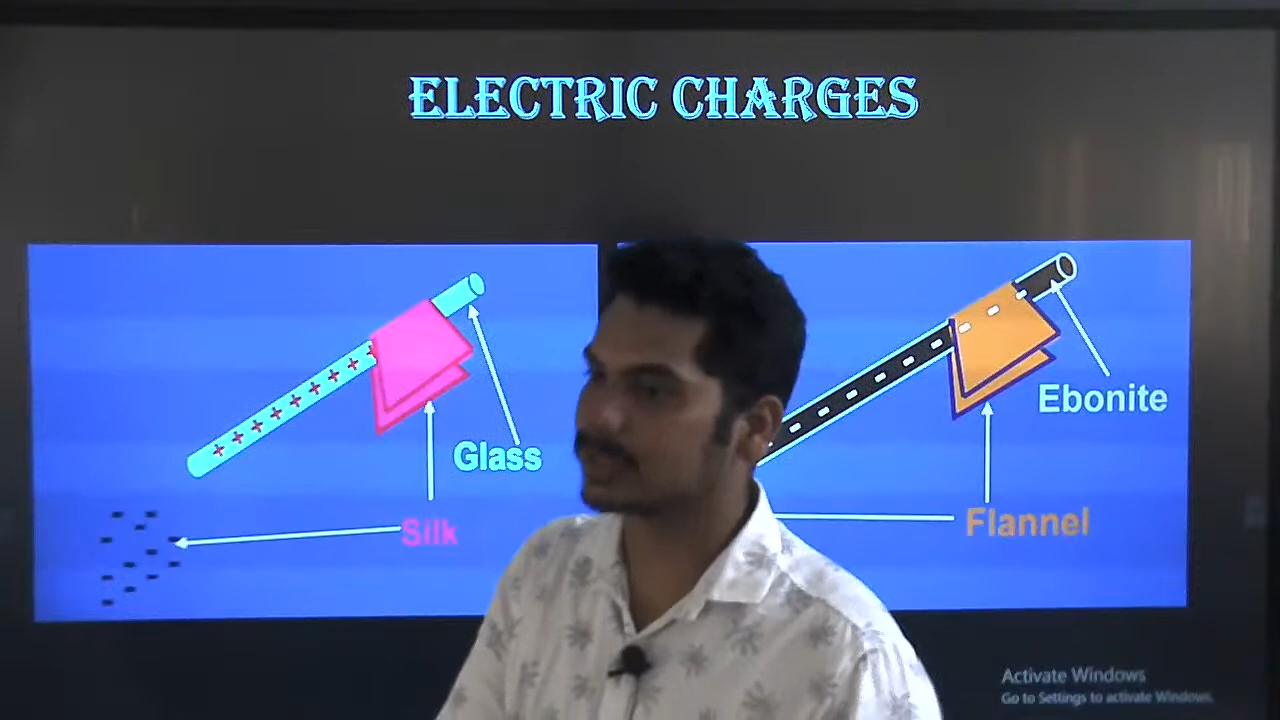 ELECTRIC CHARGES
Glass
Silk
Ebonite
Flannel
Activate Windows
Go to Settings to activate Windows.